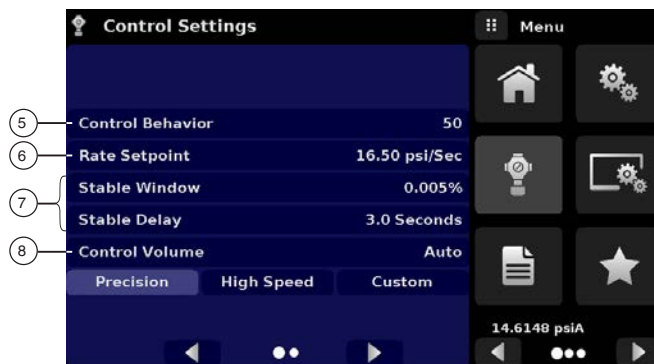 Control Settings
Menu
5 Control Behavior 50
6 Rate Setpoint 16.50 psi/Sec
7 Stable Window 0.005%
Stable Delay 3.0 Seconds
8 Control Volume Auto
Precision High Speed Custom
14.6148 psiA